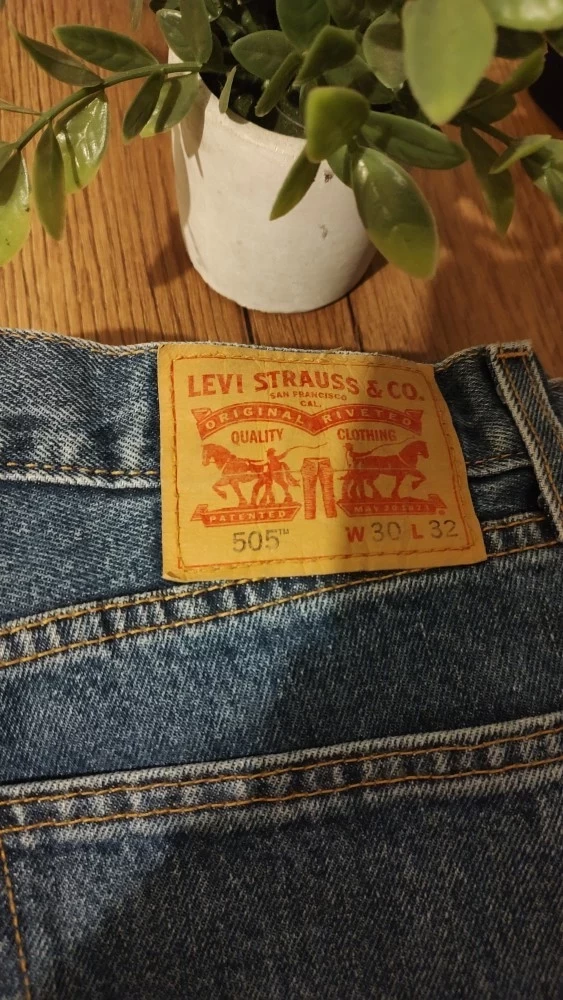 LEVI STRAUSS & CO.
SAN FRANCISCO
CAL.
ORIGINAL RIVETED
QUALITY CLOTHING
PATENTED MAY 20 1873
505™ W 30 L 32